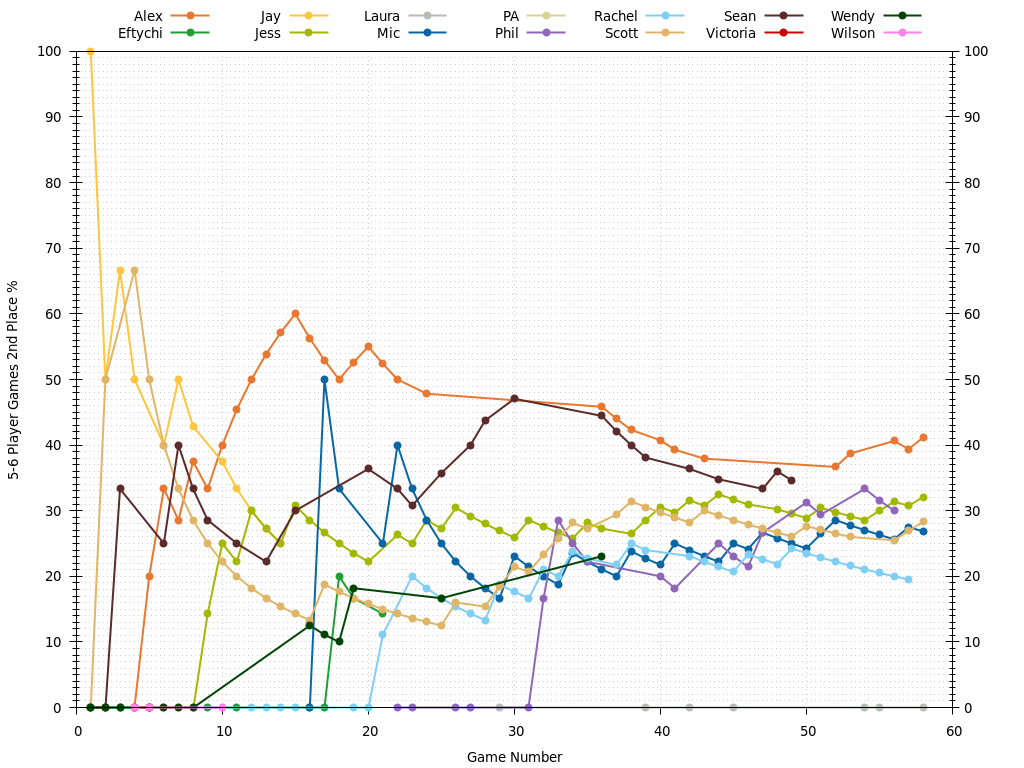 Alex Jay Laura PA Rachel Sean Wendy
Eftychi Jess Mic Phil Scott Victoria Wilson
100 100
90 90
80 80
70 70
60 60
50 50
40 40
30 30
20 20
10 10
0 0
5-6 Player Games 2nd Place %
0 10 20 30 40 50 60
Game Number